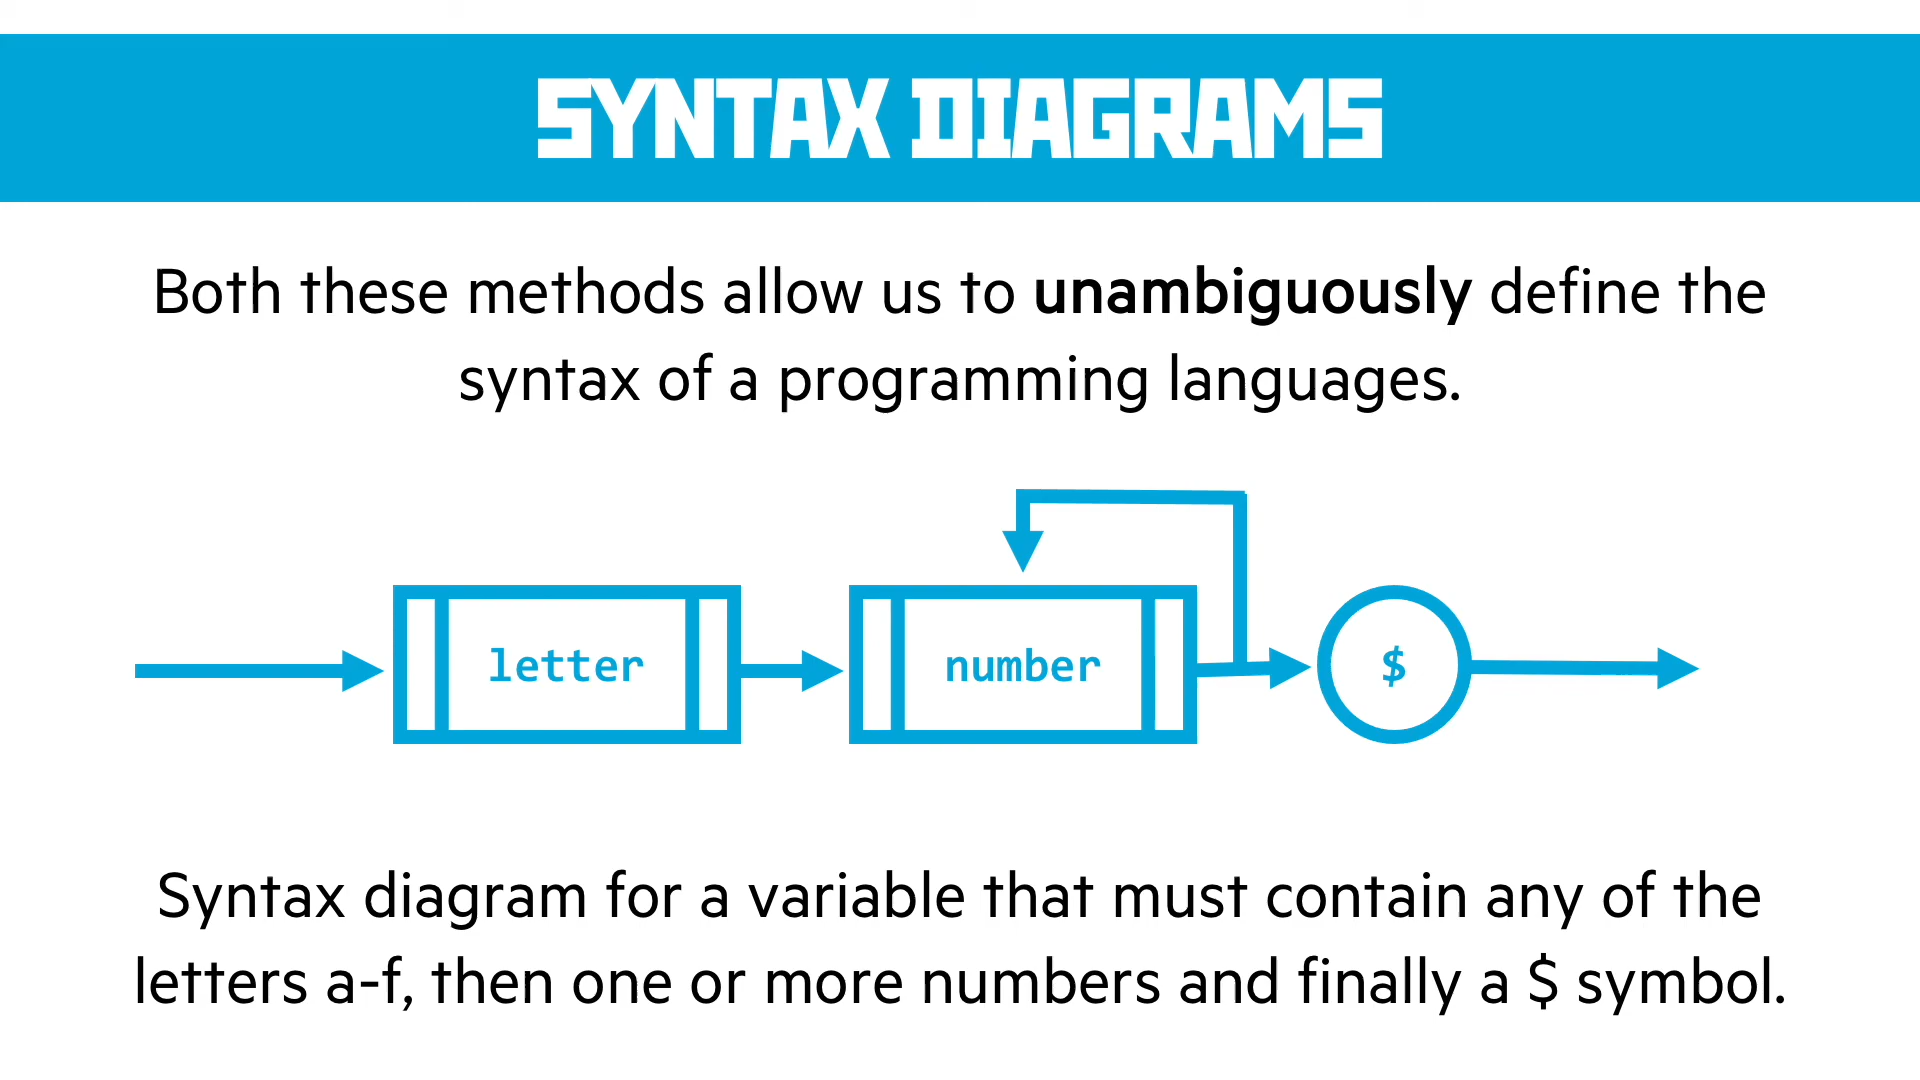 SYNTAX DIAGRAMS
Both these methods allow us to unambiguously define the
syntax of a programming languages.
letter
number
$
Syntax diagram for a variable that must contain any of the
letters a-f, then one or more numbers and finally a $ symbol.